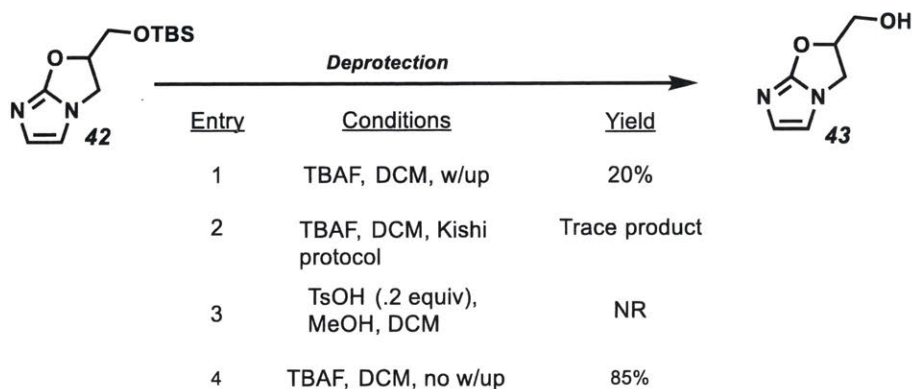 OTBS
O
N
N
42
Deprotection
OH
O
N
N
43
Entry Conditions Yield
1 TBAF, DCM, w/up 20%
2 TBAF, DCM, Kishi protocol Trace product
3 TsOH (.2 equiv), MeOH, DCM NR
4 TBAF, DCM, no w/up 85%